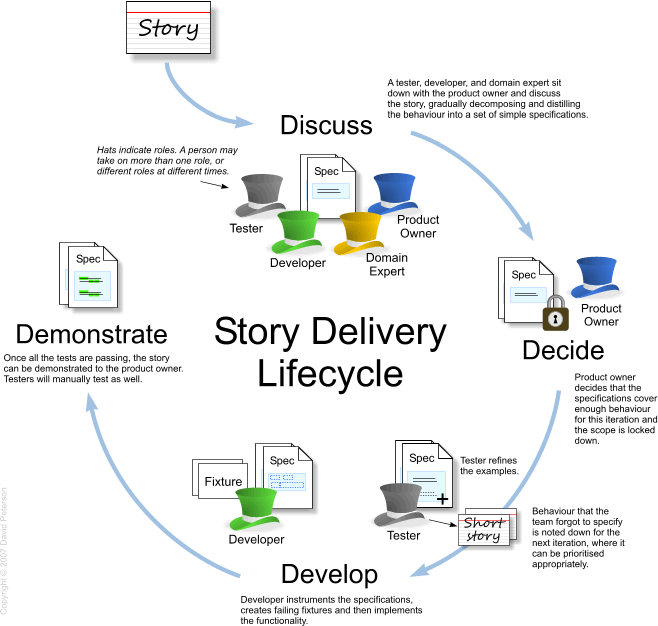 Story
Discuss
A tester, developer, and domain expert sit
down with the product owner and discuss
the story, gradually decomposing and distilling
the behaviour into a set of simple specifications.
Hats indicate roles. A person may
take on more than one role, or
different roles at different times.
Spec
Tester
Developer
Domain
Expert
Product
Owner
Spec
Product
Owner
Decide
Product owner
decides that the
specifications cover
enough behaviour
for this iteration and
the scope is locked
down.
Story Delivery
Lifecycle
Spec
Demonstrate
Once all the tests are passing, the story
can be demonstrated to the product owner.
Testers will manually test as well.
Fixture
Spec
Developer
Spec
Tester refines
the examples.
+
Tester
Short
story
Behaviour that the
team forgot to specify
is noted down for the
next iteration, where it
can be prioritised
appropriately.
Develop
Developer instruments the specifications,
creates failing fixtures and then implements
the functionality.
Copyright © 2007 David Peterson